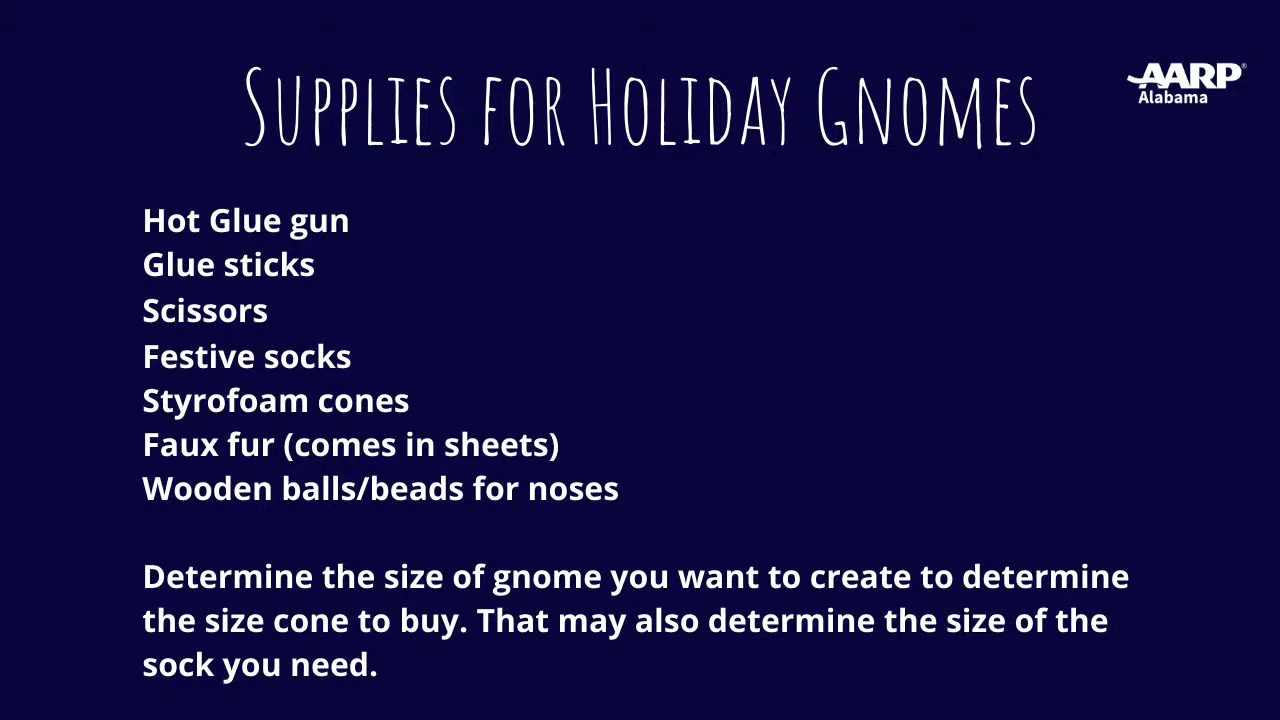 Supplies for Holiday Gnomes
AARP®
Alabama
Hot Glue gun
Glue sticks
Scissors
Festive socks
Styrofoam cones
Faux fur (comes in sheets)
Wooden balls/beads for noses
Determine the size of gnome you want to create to determine
the size cone to buy. That may also determine the size of the
sock you need.